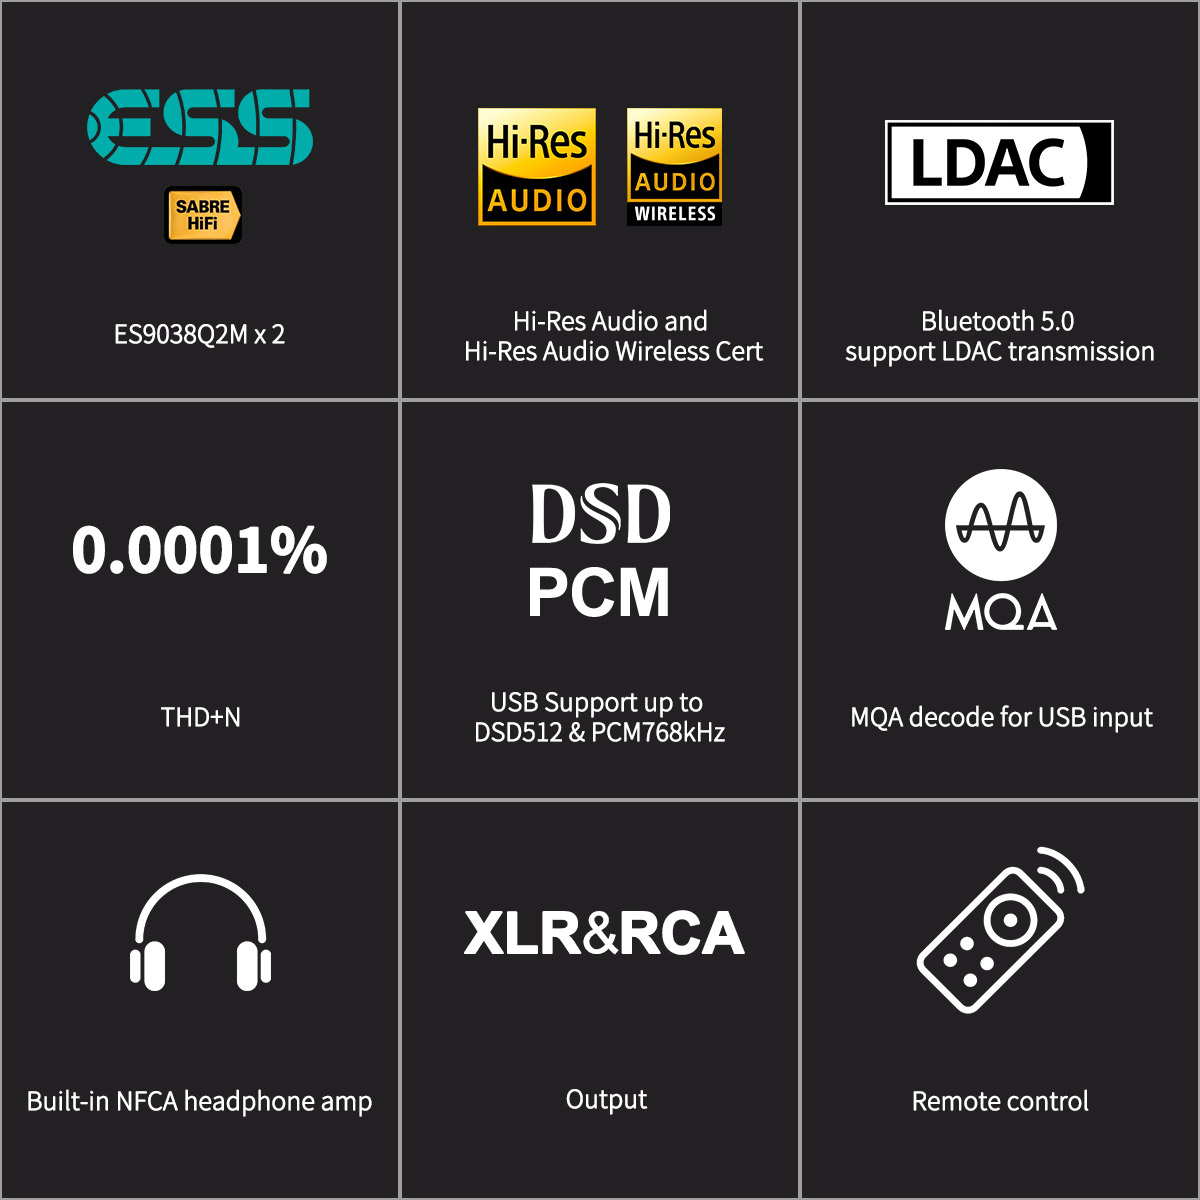 ESS
SABRE
HiFi
ES9038Q2M x 2
Hi-Res
AUDIO
Hi-Res
AUDIO
WIRELESS
Hi-Res Audio and
Hi-Res Audio Wireless Cert
LDAC
Bluetooth 5.0
support LDAC transmission
0.0001%
THD+N
DSD
PCM
USB Support up to
DSD512 & PCM768kHz
MQA
MQA decode for USB input
Built-in NFCA headphone amp
XLR&RCA
Output
Remote control